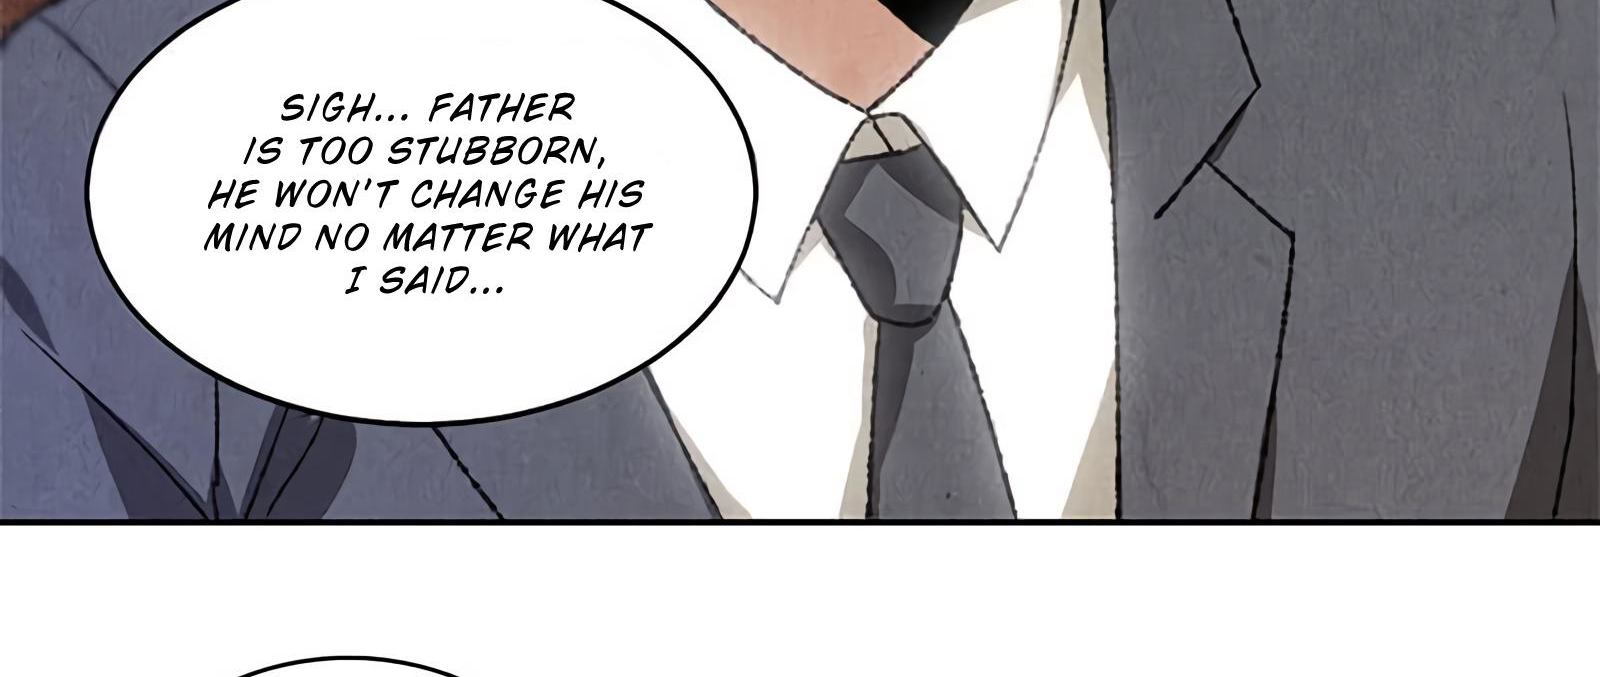 SIGH... FATHER
IS TOO STUBBORN,
HE WON'T CHANGE HIS
MIND NO MATTER WHAT
I SAID...